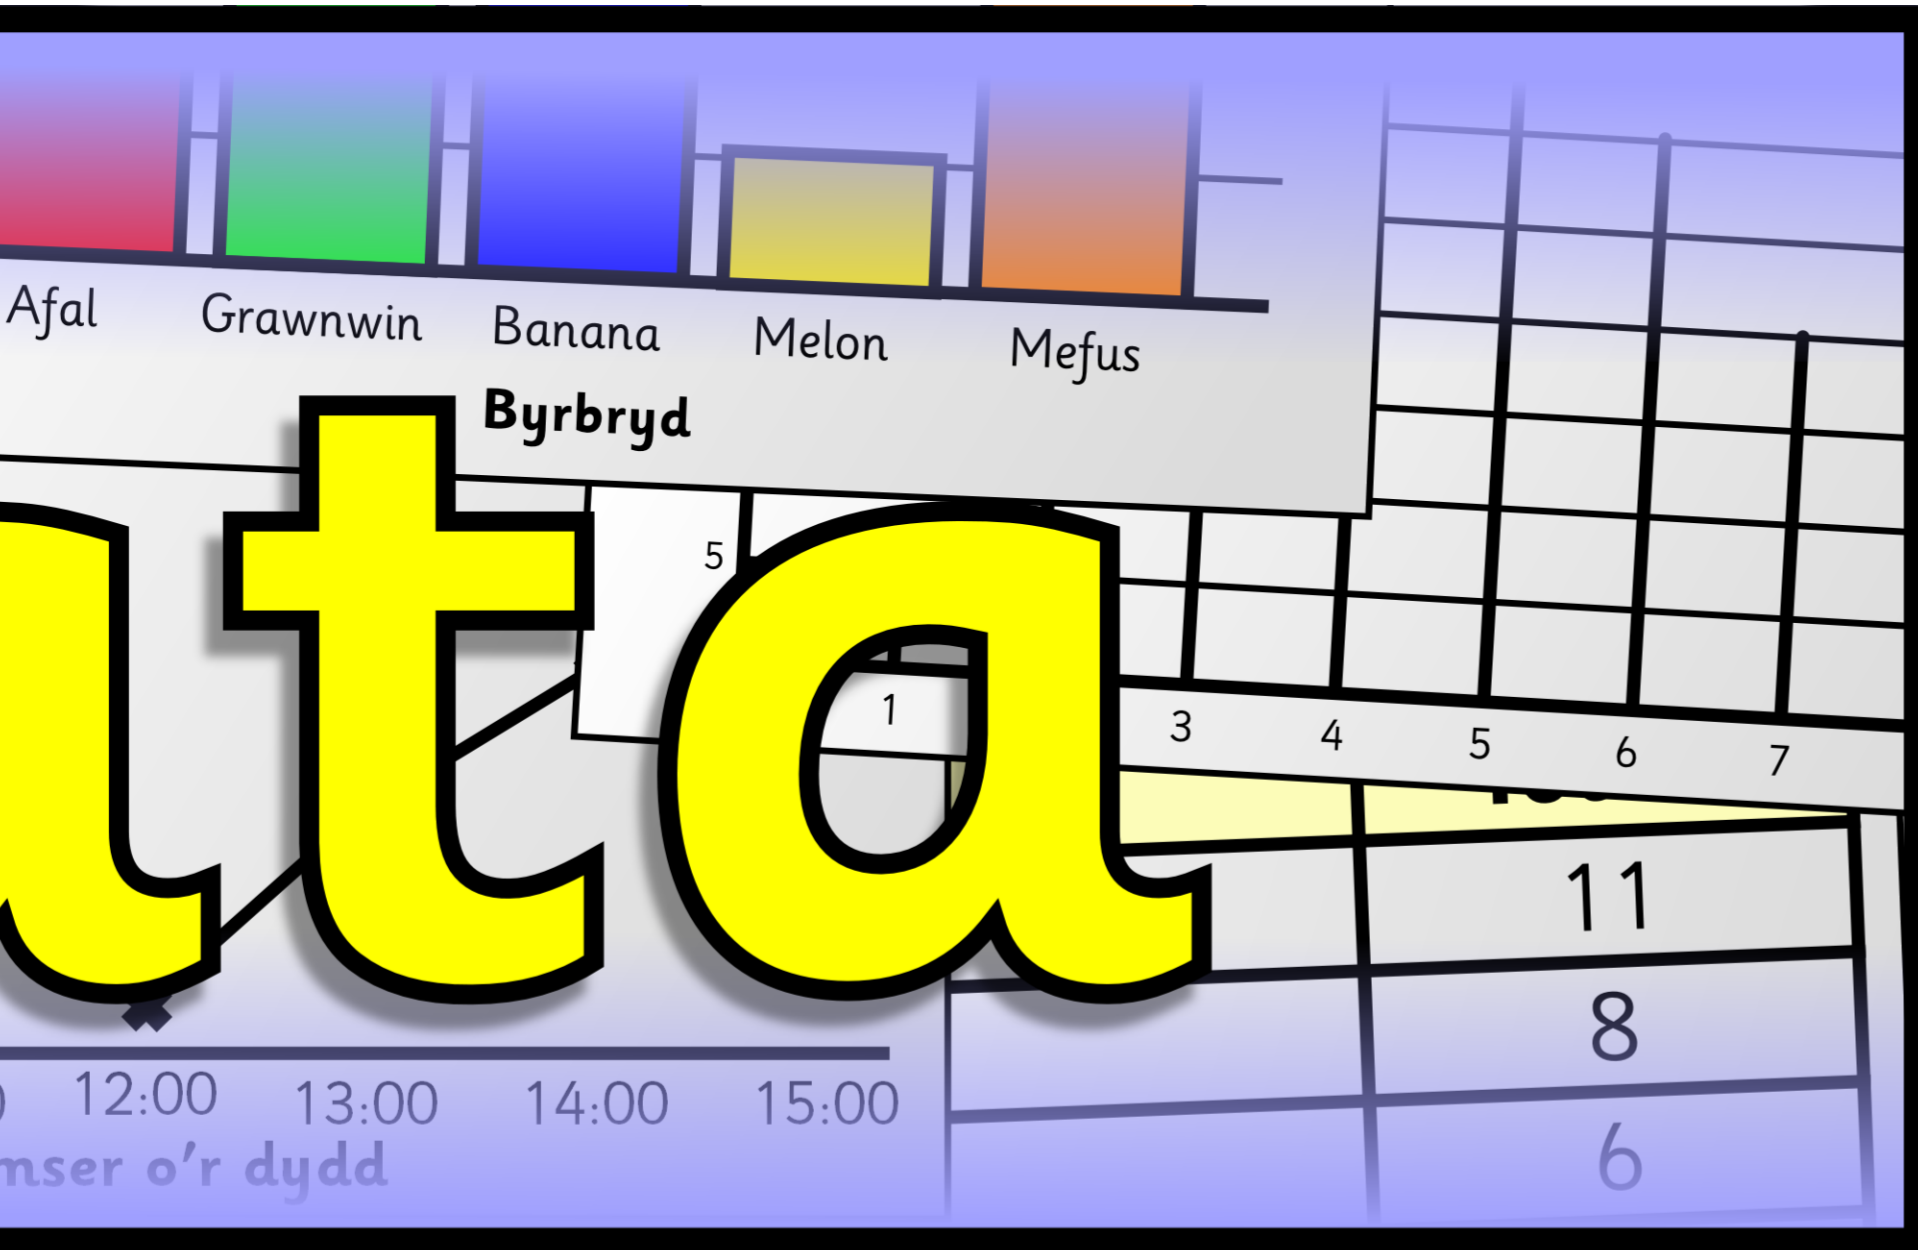 Afal Grawnwin Banana Melon Mefus
Byrbryd
ata
5
1 3 4 5 6 7
11
8
6
12:00 13:00 14:00 15:00
mser o'r dydd